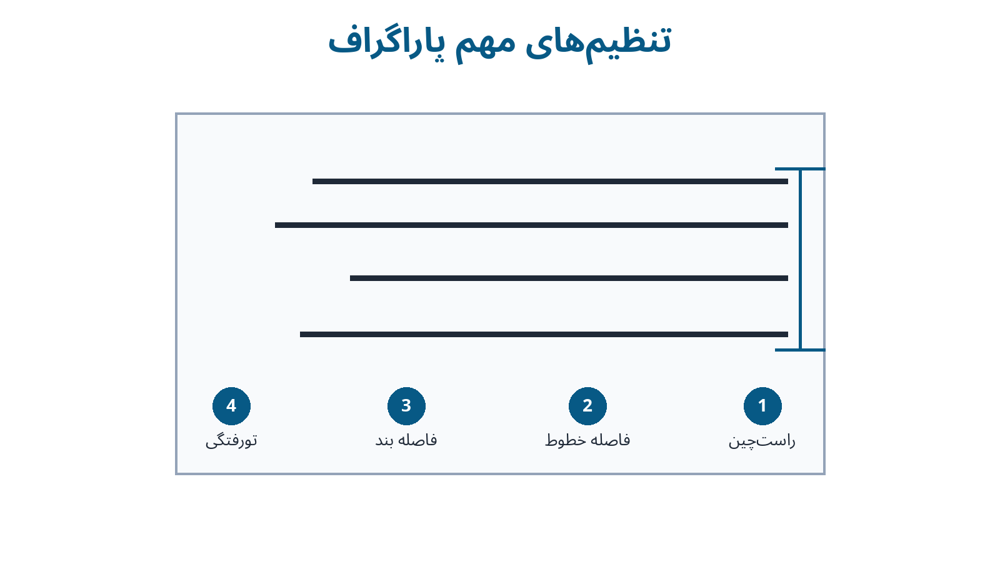 تنظیم‌های مهم پاراگراف
1
راست‌چین
2
فاصله خطوط
3
فاصله بند
4
تورفتگی